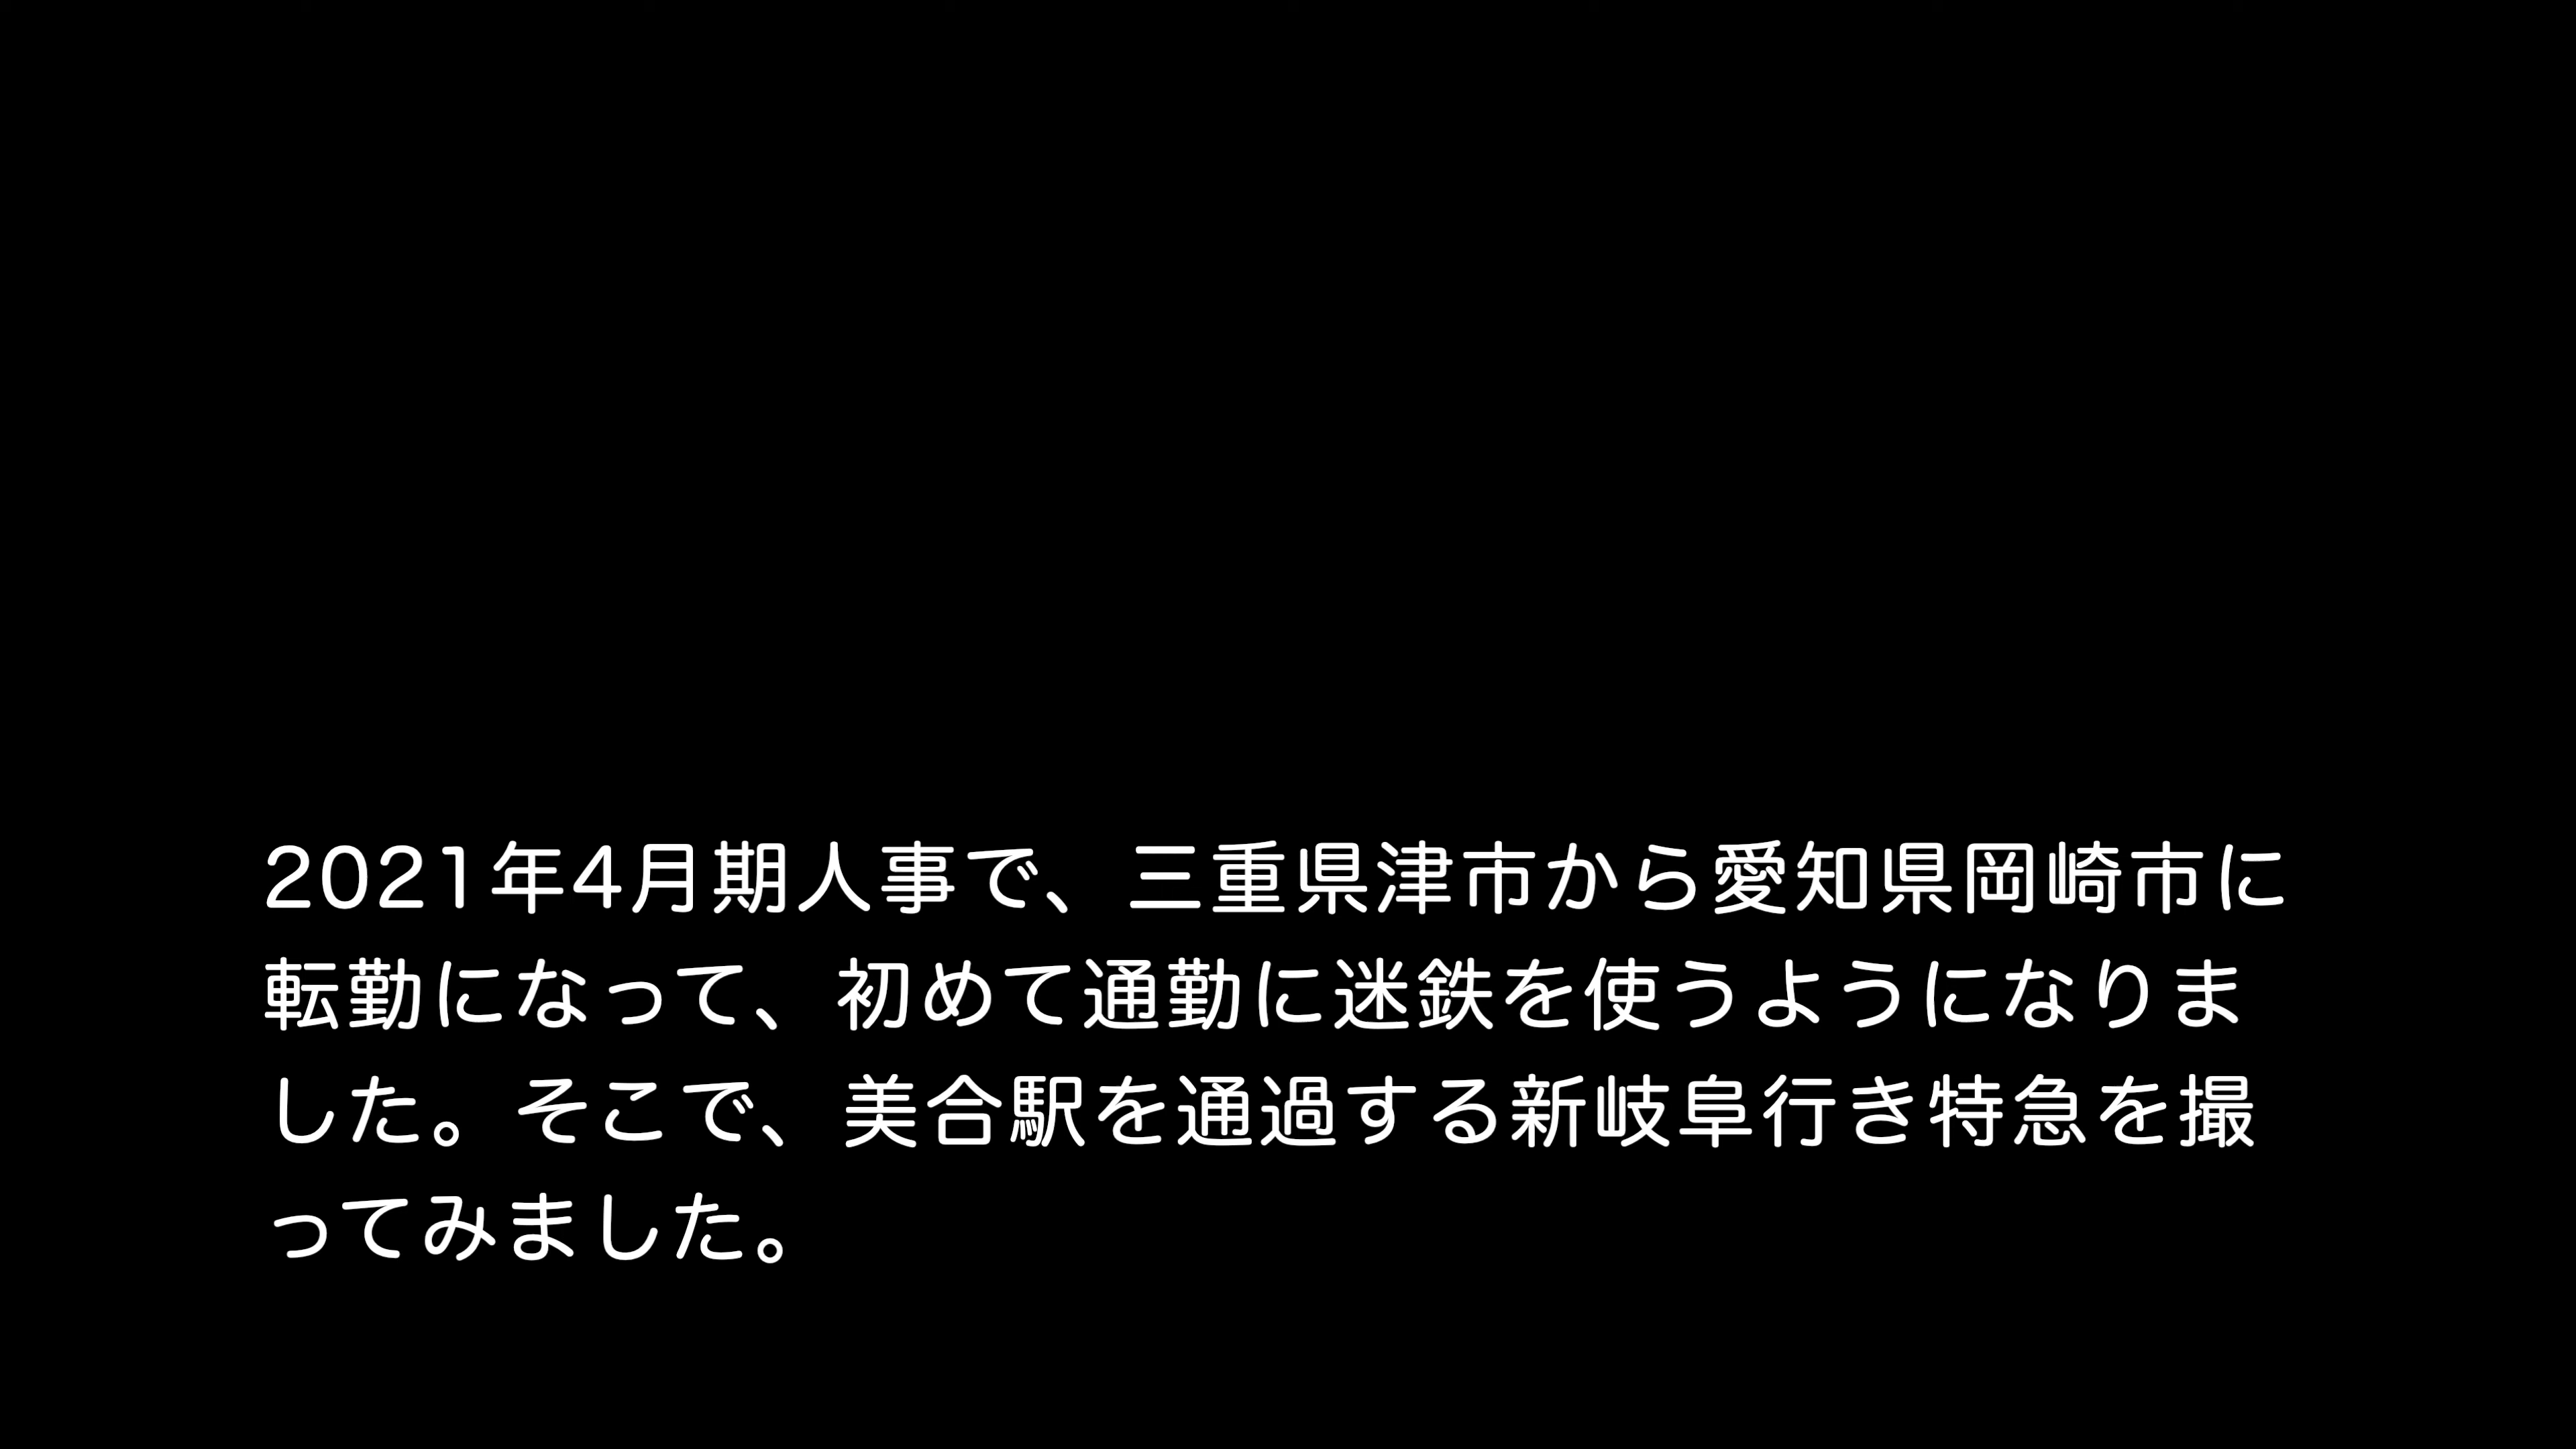 2021年4月期人事で、三重県津市から愛知県岡崎市に
転勤になって、初めて通勤に迷鉄を使うようになりま
した。そこで、美合駅を通過する新岐阜行き特急を撮
ってみました。